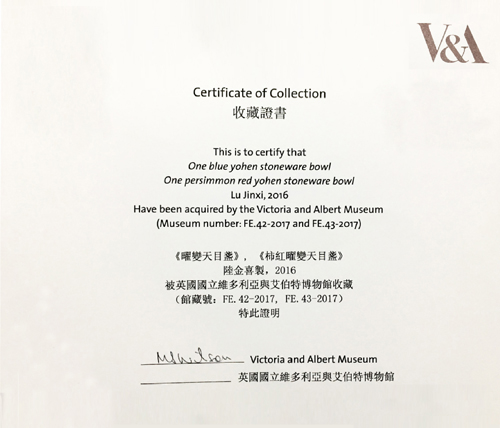 V&A
Certificate of Collection
收藏證書
This is to certify that
One blue yohen stoneware bowl
One persimmon red yohen stoneware bowl
Lu Jinxi, 2016
Have been acquired by the Victoria and Albert Museum
(Museum number: FE.42-2017 and FE.43-2017)
《曜變天目盞》,《柿紅曜變天目盞》
陸金喜製, 2016
被英國國立維多利亞與艾伯特博物館收藏
(館藏號: FE. 42-2017, FE. 43-2017)
特此證明
Victoria and Albert Museum
英國國立維多利亞與艾伯特博物館